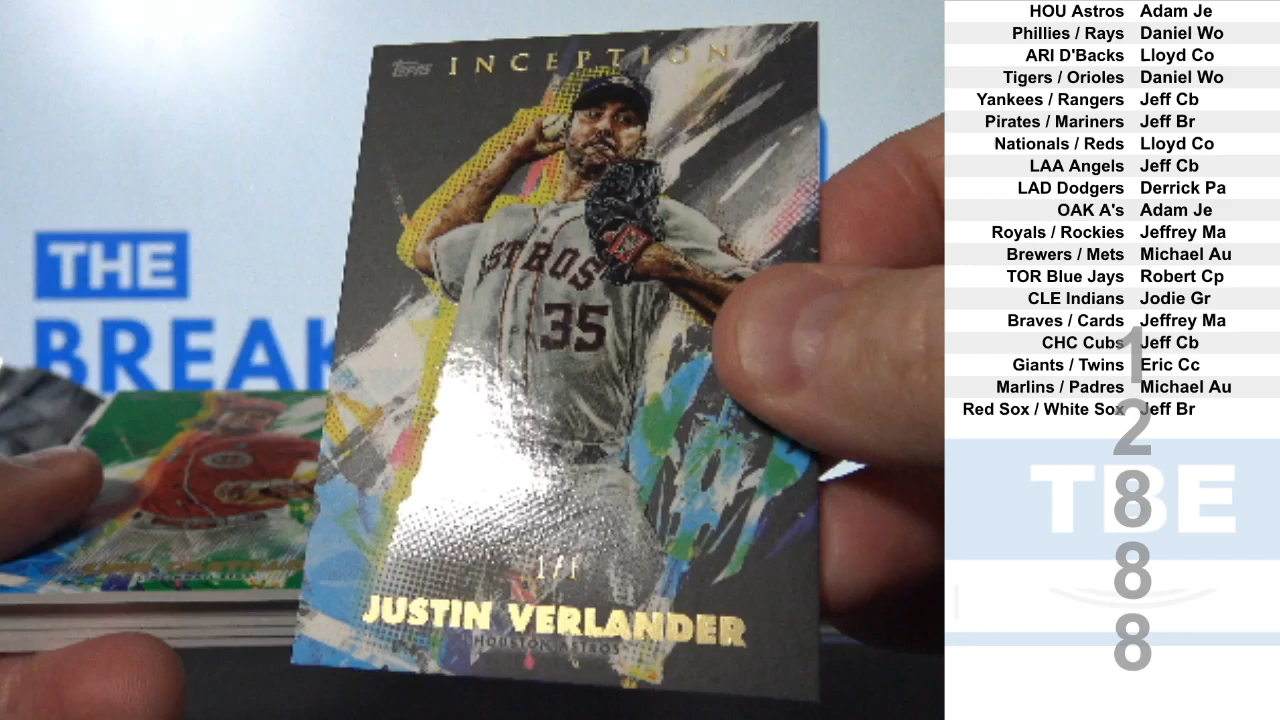 Topps INCEPTION
ASTROS
35
1/1
JUSTIN VERLANDER
HOUSTON ASTROS
THE
BREAK
HOU Astros Adam Je
Phillies / Rays Daniel Wo
ARI D'Backs Lloyd Co
Tigers / Orioles Daniel Wo
Yankees / Rangers Jeff Cb
Pirates / Mariners Jeff Br
Nationals / Reds Lloyd Co
LAA Angels Jeff Cb
LAD Dodgers Derrick Pa
OAK A's Adam Je
Royals / Rockies Jeffrey Ma
Brewers / Mets Michael Au
TOR Blue Jays Robert Cp
CLE Indians Jodie Gr
Braves / Cards Jeffrey Ma
CHC Cubs Jeff Cb
Giants / Twins Eric Cc
Marlins / Padres Michael Au
Red Sox / White Sox Jeff Br
1
2
8
8
8
TBE